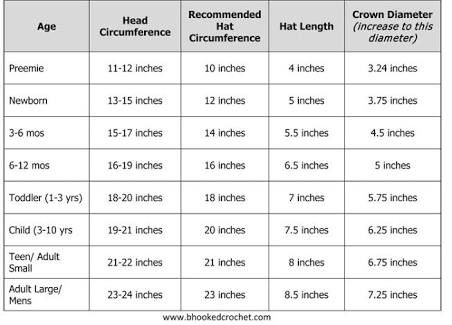 Age | Head Circumference | Recommended Hat Circumference | Hat Length | Crown Diameter (increase to this diameter)
Preemie | 11-12 inches | 10 inches | 4 inches | 3.24 inches
Newborn | 13-15 inches | 12 inches | 5 inches | 3.75 inches
3-6 mos | 15-17 inches | 14 inches | 5.5 inches | 4.5 inches
6-12 mos | 16-19 inches | 16 inches | 6.5 inches | 5 inches
Toddler (1-3 yrs) | 18-20 inches | 18 inches | 7 inches | 5.75 inches
Child (3-10 yrs | 19-21 inches | 20 inches | 7.5 inches | 6.25 inches
Teen/ Adult Small | 21-22 inches | 21 inches | 8 inches | 6.75 inches
Adult Large/ Mens | 23-24 inches | 23 inches | 8.5 inches | 7.25 inches
www.bhookedcrochet.com